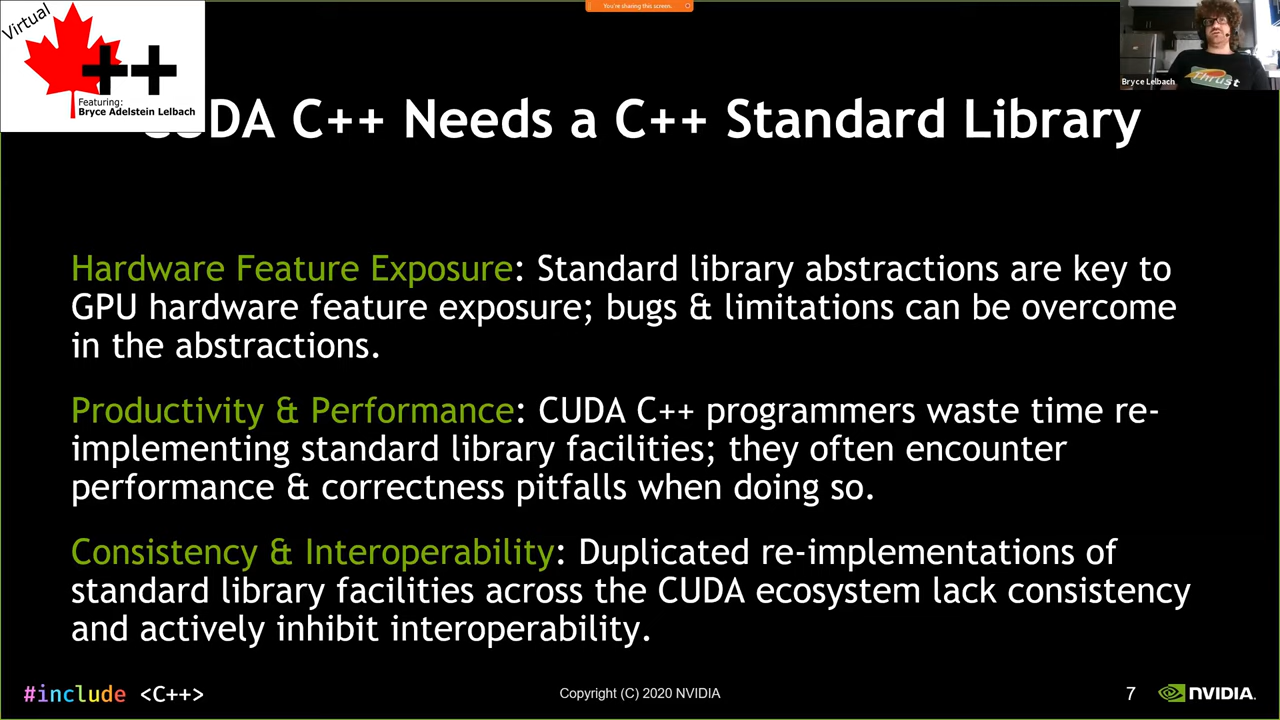 Virtual
++
Featuring:
Bryce Adelstein Lelbach
You're sharing this screen.
Thrust
Bryce Lelbach
CUDA C++ Needs a C++ Standard Library
Hardware Feature Exposure: Standard library abstractions are key to
GPU hardware feature exposure; bugs & limitations can be overcome
in the abstractions.
Productivity & Performance: CUDA C++ programmers waste time re-
implementing standard library facilities; they often encounter
performance & correctness pitfalls when doing so.
Consistency & Interoperability: Duplicated re-implementations of
standard library facilities across the CUDA ecosystem lack consistency
and actively inhibit interoperability.
#include <C++>
Copyright (C) 2020 NVIDIA
7
NVIDIA.